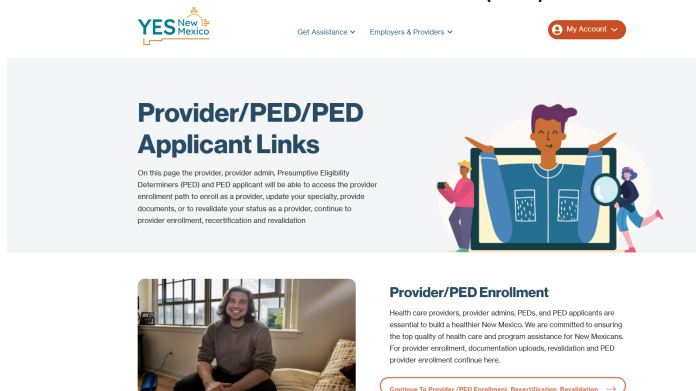 YES New
Mexico
Get Assistance
Employers & Providers
My Account
Provider/PED/PED
Applicant Links
On this page the provider, provider admin, Presumptive Eligibility
Determiners (PED) and PED applicant will be able to access the provider
enrollment path to enroll as a provider, update your specialty, provide
documents, or to revalidate your status as a provider, continue to
provider enrollment, recertification and revalidation
Provider/PED Enrollment
Health care providers, provider admins, PEDs, and PED applicants are
essential to build a healthier New Mexico. We are committed to ensuring
the top quality of health care and program assistance for New Mexicans.
For provider enrollment, documentation uploads, revalidation and PED
provider enrollment continue here.
Continue To Provider /PED Enrollment, Recertification, Revalidation